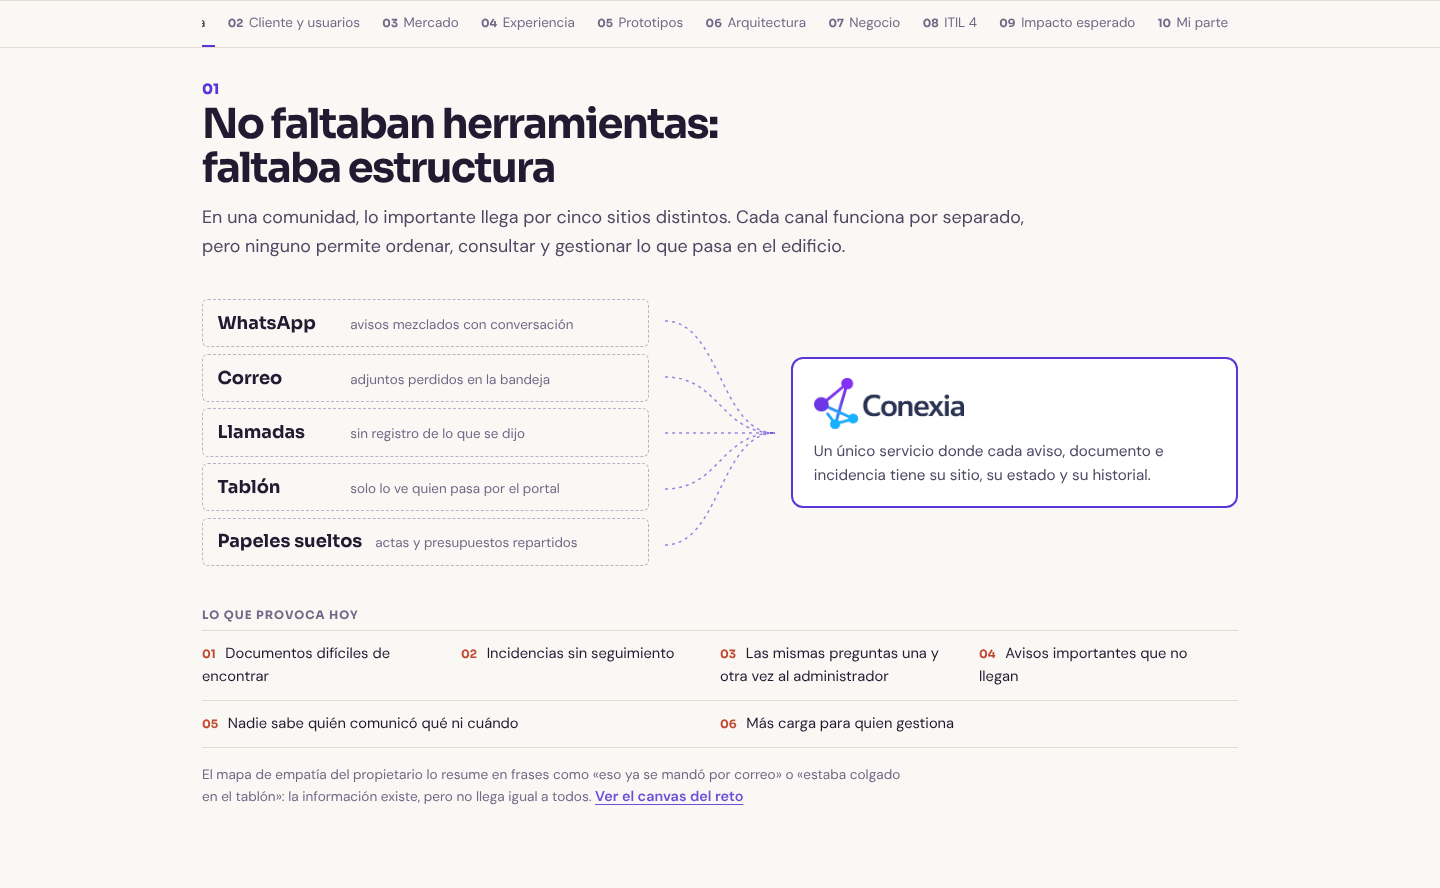 a 02 Cliente y usuarios 03 Mercado 04 Experiencia 05 Prototipos 06 Arquitectura 07 Negocio 08 ITIL 4 09 Impacto esperado 10 Mi parte
01
No faltaban herramientas:
faltaba estructura
En una comunidad, lo importante llega por cinco sitios distintos. Cada canal funciona por separado,
pero ninguno permite ordenar, consultar y gestionar lo que pasa en el edificio.
WhatsApp avisos mezclados con conversación
Correo adjuntos perdidos en la bandeja
Llamadas sin registro de lo que se dijo
Tablón solo lo ve quien pasa por el portal
Papeles sueltos actas y presupuestos repartidos
Conexia
Un único servicio donde cada aviso, documento e
incidencia tiene su sitio, su estado y su historial.
LO QUE PROVOCA HOY
01 Documentos difíciles de
encontrar
02 Incidencias sin seguimiento
03 Las mismas preguntas una y
otra vez al administrador
04 Avisos importantes que no
llegan
05 Nadie sabe quién comunicó qué ni cuándo
06 Más carga para quien gestiona
El mapa de empatía del propietario lo resume en frases como «eso ya se mandó por correo» o «estaba colgado
en el tablón»: la información existe, pero no llega igual a todos. Ver el canvas del reto